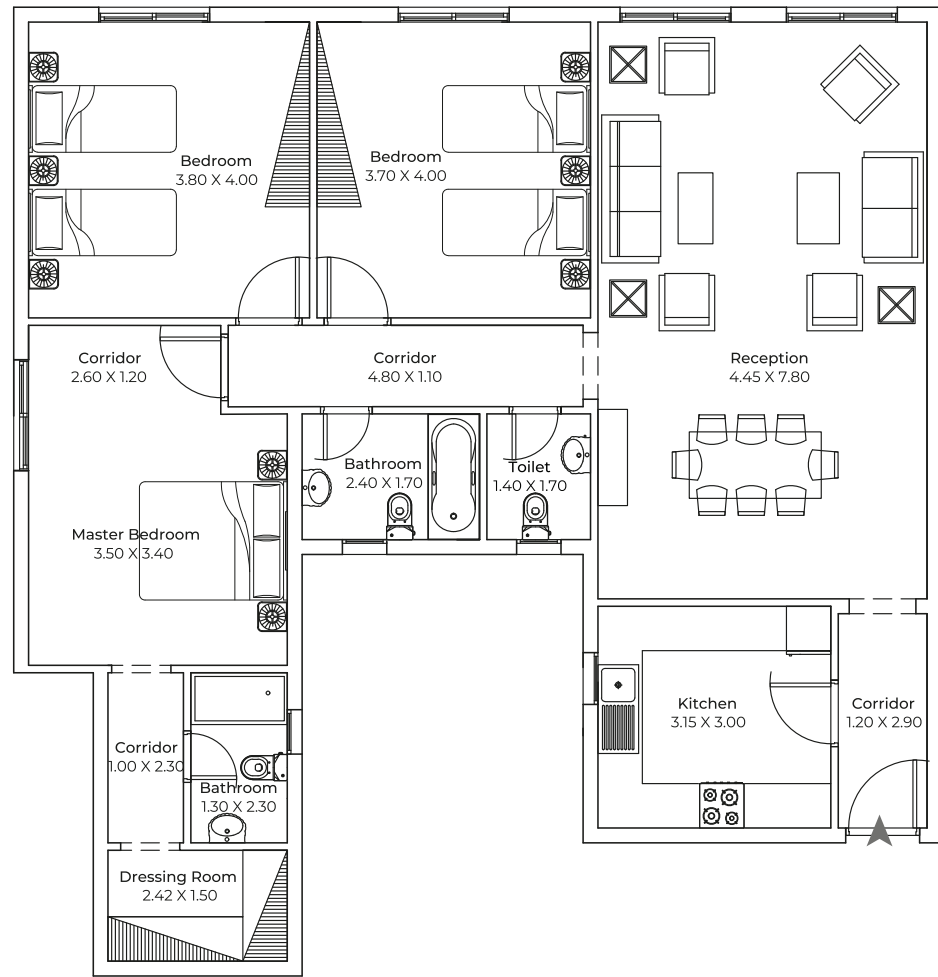 Bedroom
3.80 X 4.00
Bedroom
3.70 X 4.00
Corridor
2.60 X 1.20
Corridor
4.80 X 1.10
Reception
4.45 X 7.80
Bathroom
2.40 X 1.70
Toilet
1.40 X 1.70
Master Bedroom
3.50 X 3.40
Kitchen
3.15 X 3.00
Corridor
1.20 X 2.90
Corridor
1.00 X 2.30
Bathroom
1.30 X 2.30
Dressing Room
2.42 X 1.50